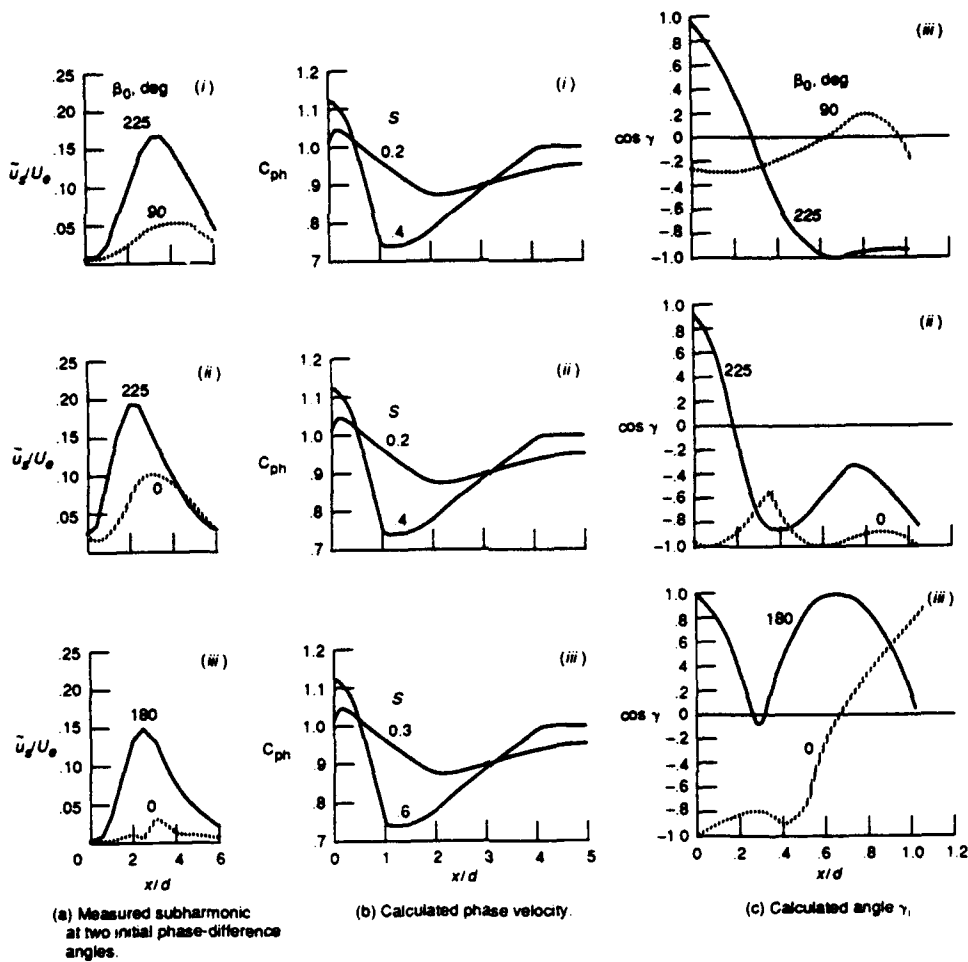 .25
.20
.15
.10
.05
ũs/Ue
β0, deg
(i)
225
90
1.2
1.1
1.0
.9
.8
.7
Cph
(i)
S
0.2
.4
0 1 2 3 4 5
1.0
.8
.6
.4
.2
0
-.2
-.4
-.6
-.8
-1.0
cos γ
(iii)
β0, deg
90
225
.25
.20
.15
.10
.05
ũs/Ue
(ii)
225
0
1.2
1.1
1.0
.9
.8
.7
Cph
(ii)
S
0.2
.4
1.0
.8
.6
.4
.2
0
-.2
-.4
-.6
-.8
-1.0
cos γ
(ii)
225
0
.25
.20
.15
.10
.05
ũs/Ue
(iii)
180
0
0 2 4 6
x/d
1.2
1.1
1.0
.9
.8
.7
Cph
(iii)
S
0.3
6
0 1 2 3 4 5
x/d
1.0
.8
.6
.4
.2
0
-.2
-.4
-.6
-.8
-1 0
cos γ
(iii)
180
0
0 .2 .4 .6 .8 1.0 1.2
x/d
(a) Measured subharmonic
at two initial phase-difference
angles.
(b) Calculated phase velocity.
(c) Calculated angle γ,